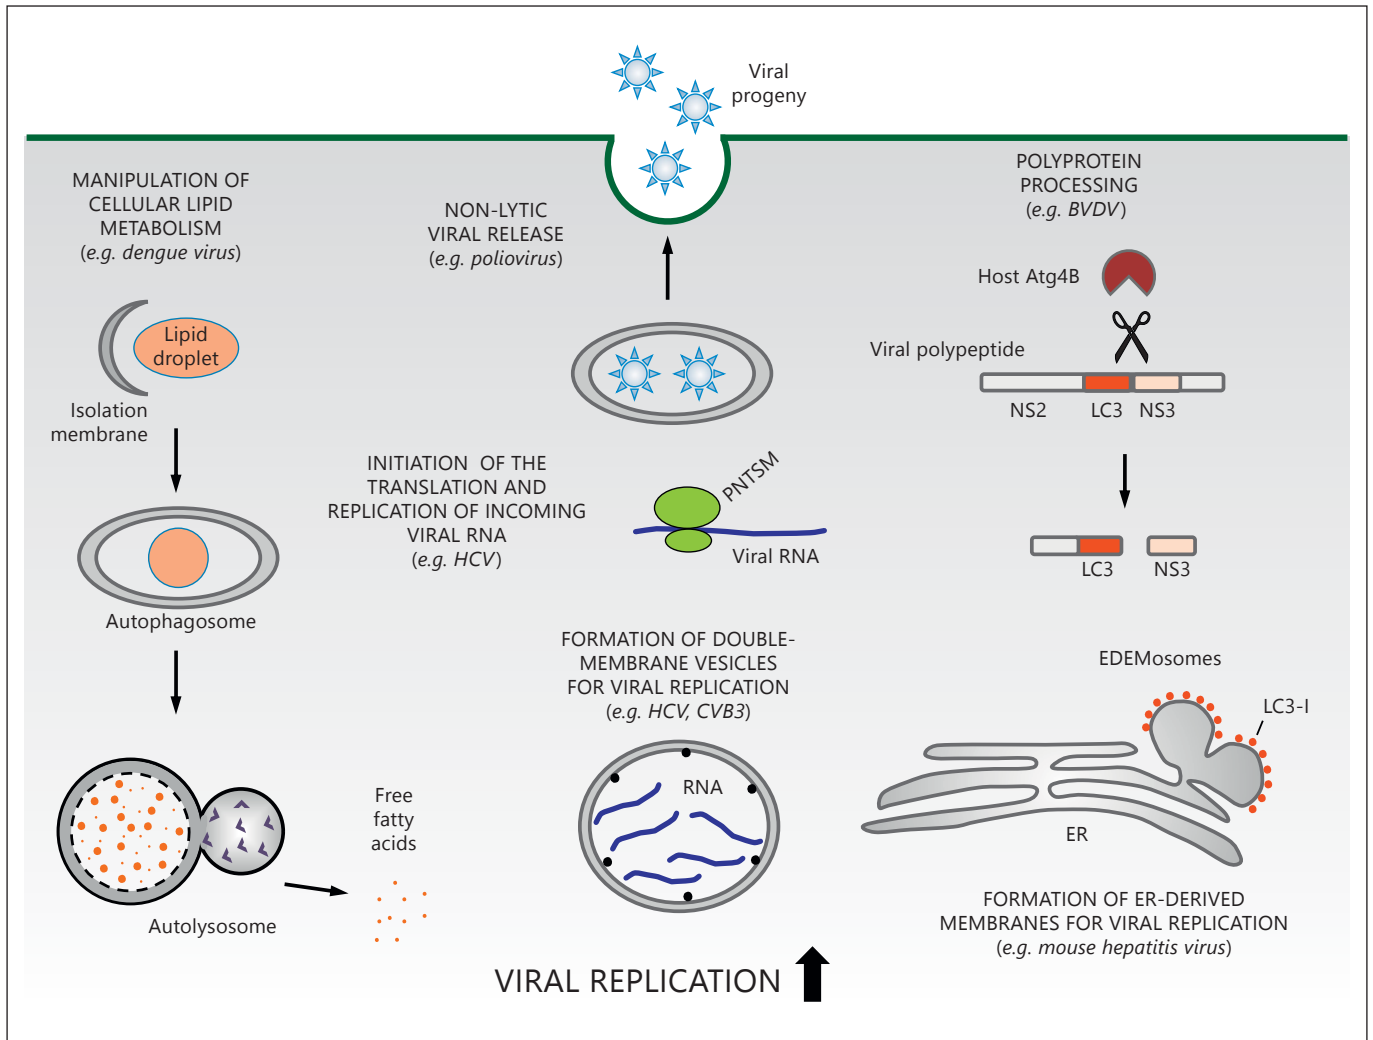 Viral
progeny
MANIPULATION OF
CELLULAR LIPID
METABOLISM
(e.g. dengue virus)
Lipid
droplet
Isolation
membrane
Autophagosome
Autolysosome
Free
fatty
acids
NON-LYTIC
VIRAL RELEASE
(e.g. poliovirus)
INITIATION OF THE
TRANSLATION AND
REPLICATION OF INCOMING
VIRAL RNA
(e.g. HCV)
PNTSM
Viral RNA
FORMATION OF DOUBLE-
MEMBRANE VESICLES
FOR VIRAL REPLICATION
(e.g. HCV, CVB3)
RNA
POLYPROTEIN
PROCESSING
(e.g. BVDV)
Host Atg4B
Viral polypeptide
NS2 LC3 NS3
LC3 NS3
EDEMosomes
LC3-I
ER
FORMATION OF ER-DERIVED
MEMBRANES FOR VIRAL REPLICATION
(e.g. mouse hepatitis virus)
VIRAL REPLICATION